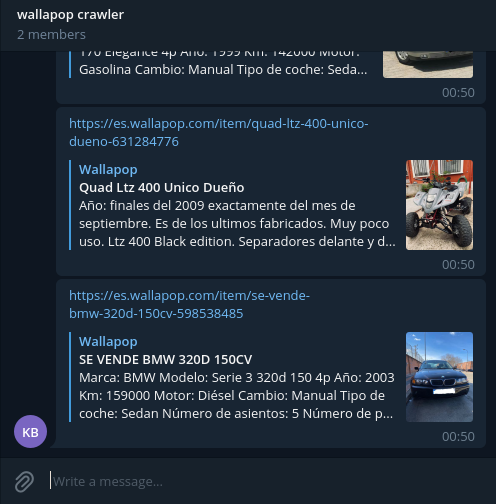 wallapop crawler
2 members
170 Elegance 4p Año: 1999 Km: 142000 Motor:
Gasolina Cambio: Manual Tipo de coche: Seda...
00:50
https://es.wallapop.com/item/quad-ltz-400-unico-
dueno-631284776
Wallapop
Quad Ltz 400 Unico Dueño
Año: finales del 2009 exactamente del mes de
septiembre. Es de los ultimos fabricados. Muy poco
uso. Ltz 400 Black edition. Separadores delante y d...
00:50
https://es.wallapop.com/item/se-vende-
bmw-320d-150cv-598538485
Wallapop
SE VENDE BMW 320D 150CV
Marca: BMW Modelo: Serie 3 320d 150 4p Año: 2003
Km: 159000 Motor: Diésel Cambio: Manual Tipo de
coche: Sedan Número de asientos: 5 Número de p...
KB
00:50
Write a message...